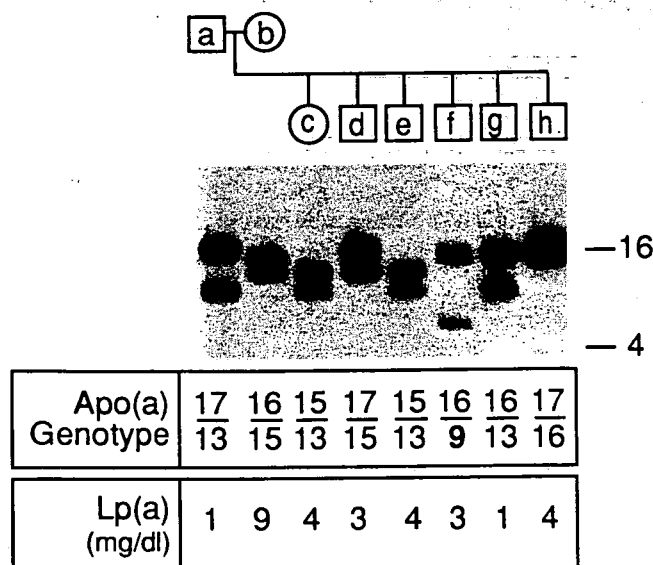 a b
c d e f g h
— 16
— 4
Apo(a) Genotype 17/13 16/15 15/13 17/15 15/13 16/9 16/13 17/16
Lp(a) (mg/dl) 1 9 4 3 4 3 1 4